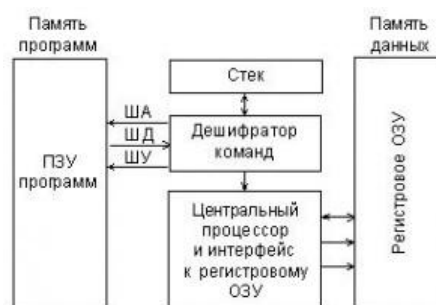 Память
программ
Память
данных
Стек
ША
ШД
ШУ
Дешифратор
команд
ПЗУ
программ
Центральный
процессор
и интерфейс
к регистровому
ОЗУ
Регистровое ОЗУ